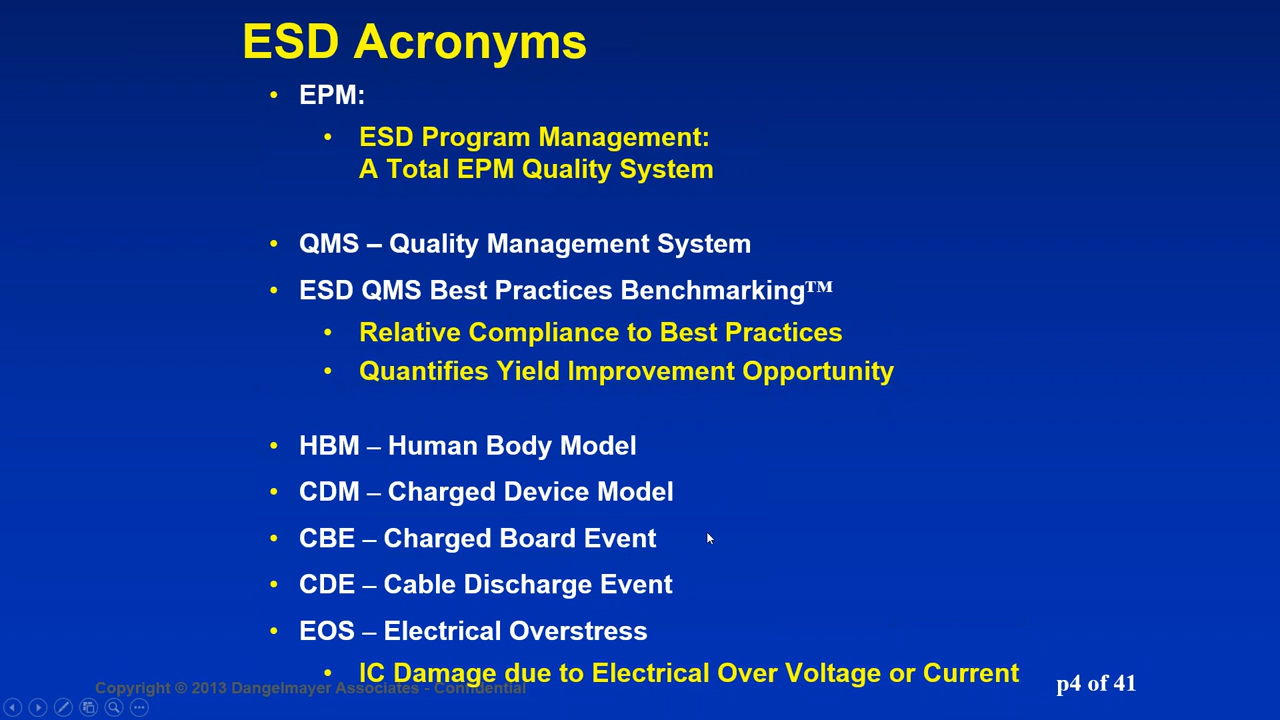 ESD Acronyms
• EPM:
• ESD Program Management:
A Total EPM Quality System
• QMS – Quality Management System
• ESD QMS Best Practices Benchmarking™
• Relative Compliance to Best Practices
• Quantifies Yield Improvement Opportunity
• HBM – Human Body Model
• CDM – Charged Device Model
• CBE – Charged Board Event
• CDE – Cable Discharge Event
• EOS – Electrical Overstress
• IC Damage due to Electrical Over Voltage or Current
Copyright © 2013 Dangelmayer Associates - Confidential
p4 of 41